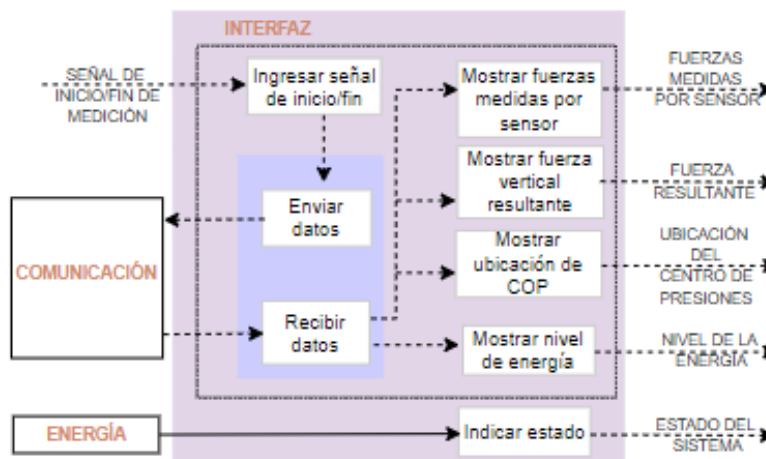 INTERFAZ
SEÑAL DE
INICIO/FIN DE
MEDICIÓN
Ingresar señal
de inicio/fin
Mostrar fuerzas
medidas por
sensor
FUERZAS
MEDIDAS
POR SENSOR
Enviar
datos
Mostrar fuerza
vertical
resultante
FUERZA
RESULTANTE
COMUNICACIÓN
Mostrar
ubicación de
COP
UBICACIÓN
DEL
CENTRO DE
PRESIONES
Recibir
datos
Mostrar nivel
de energía
NIVEL DE LA
ENERGÍA
ENERGÍA
Indicar estado
ESTADO DEL
SISTEMA